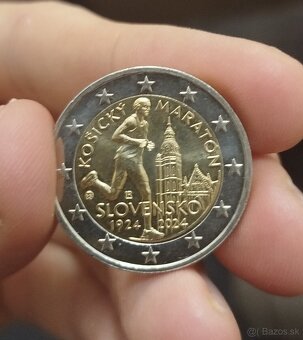 KOŠICKÝ MARATÓN
B
SLOVENSKO
1924 2024
Bazos.sk